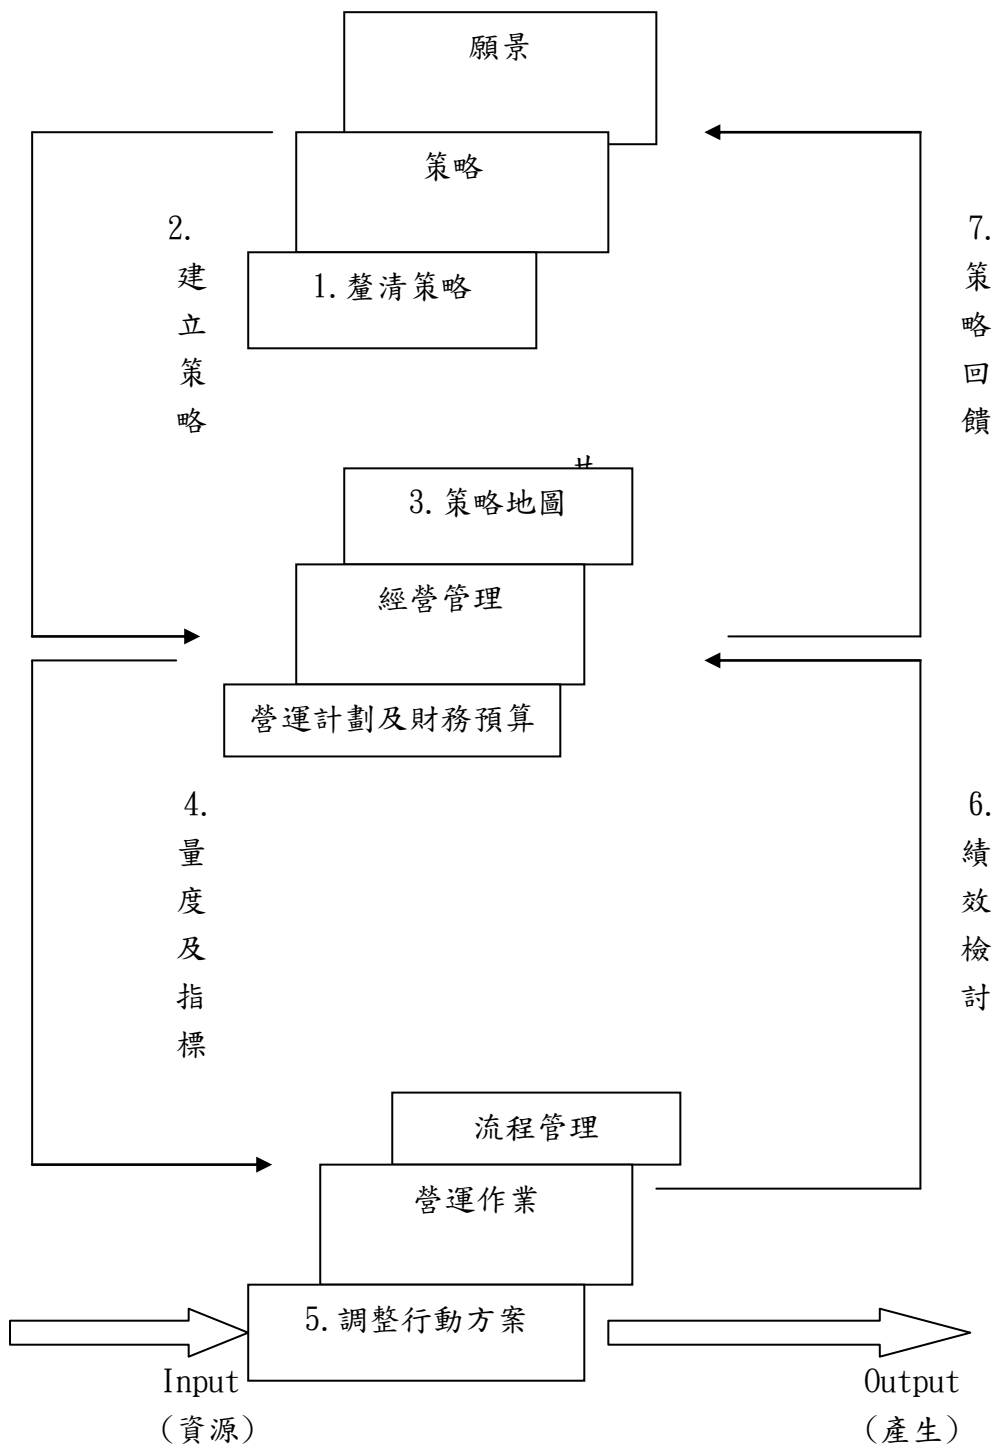 願景
策略
1.釐清策略
2.
建
立
策
略
7.
策
略
回
饋
3.策略地圖
經營管理
營運計劃及財務預算
4.
量
度
及
指
標
6.
績
效
檢
討
流程管理
營運作業
5.調整行動方案
Input
(資源)
Output
(產生)